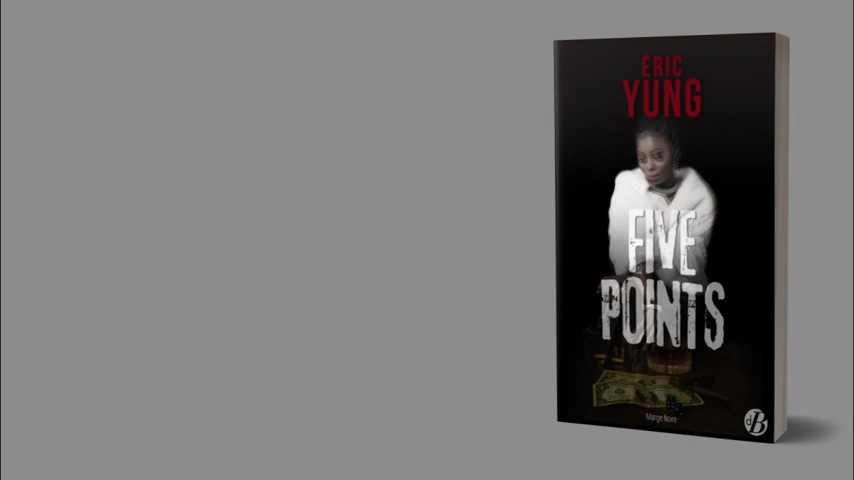 ÉRIC
YUNG
FIVE
POINTS
Marge Noire
dB